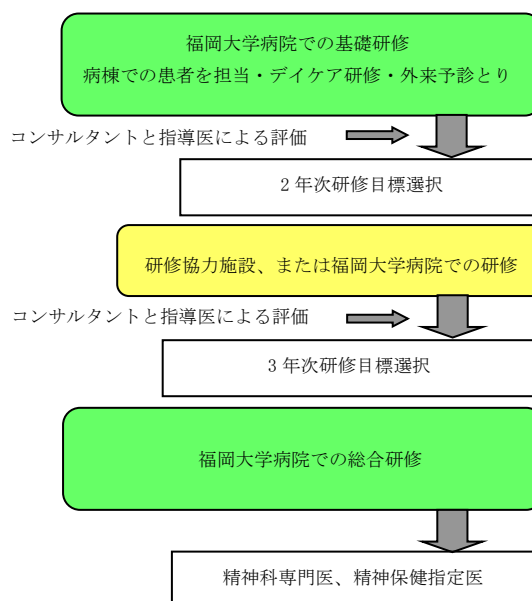 福岡大学病院での基礎研修
病棟での患者を担当・デイケア研修・外来予診とり
コンサルタントと指導医による評価
2 年次研修目標選択
研修協力施設、または福岡大学病院での研修
コンサルタントと指導医による評価
3 年次研修目標選択
福岡大学病院での総合研修
精神科専門医、精神保健指定医